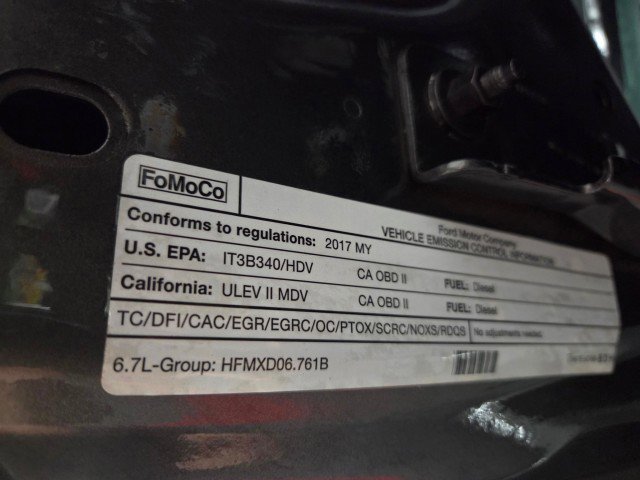 FoMoCo
Ford Motor Company
VEHICLE EMISSION CONTROL INFORMATION
Conforms to regulations: 2017 MY
U.S. EPA: IT3B340/HDV CA OBD II FUEL: Diesel
California: ULEV II MDV CA OBD II FUEL: Diesel
TC/DFI/CAC/EGR/EGRC/OC/PTOX/SCRC/NOXS/RDQS No adjustments needed.
6.7L-Group: HFMXD06.761B